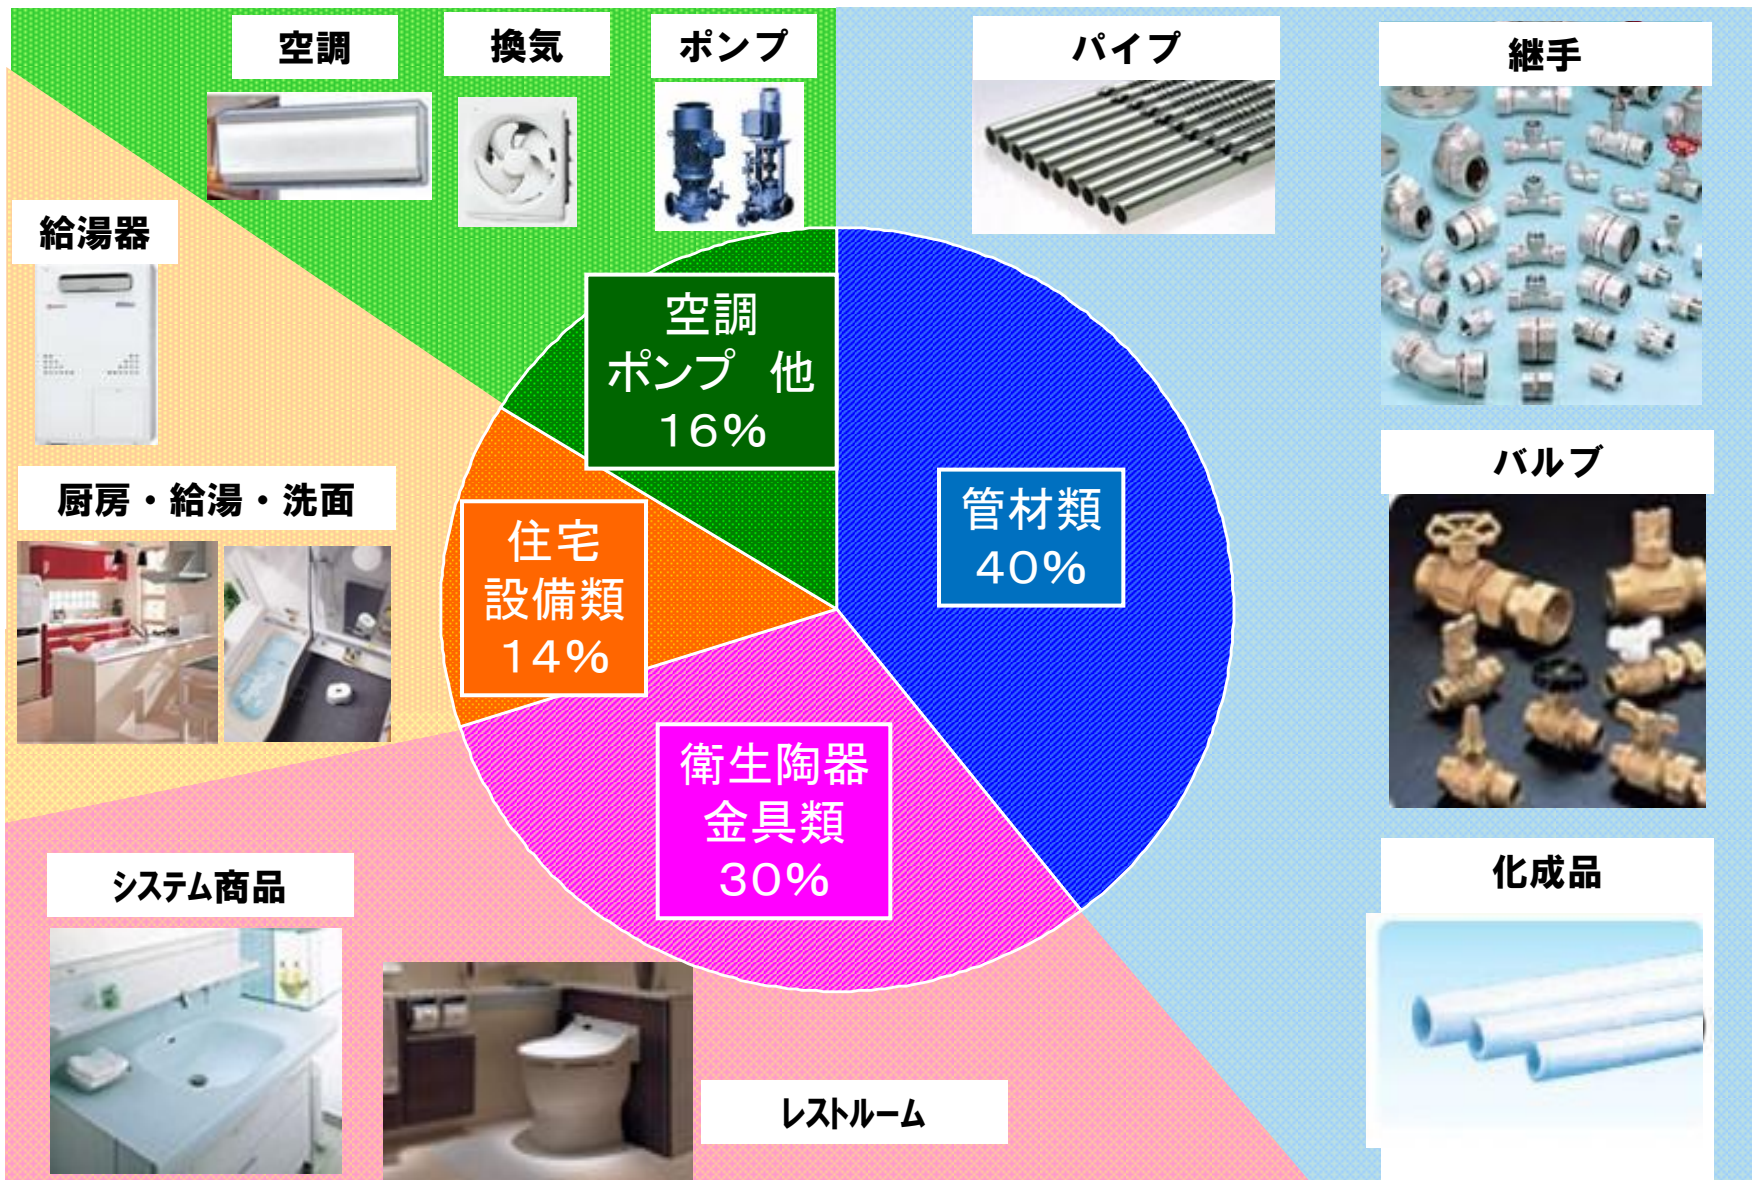 空調
換気
ポンプ
パイプ
継手
給湯器
空調
ポンプ 他
16%
管材類
40%
バルブ
厨房・給湯・洗面
住宅
設備類
14%
衛生陶器
金具類
30%
システム商品
化成品
レストルーム